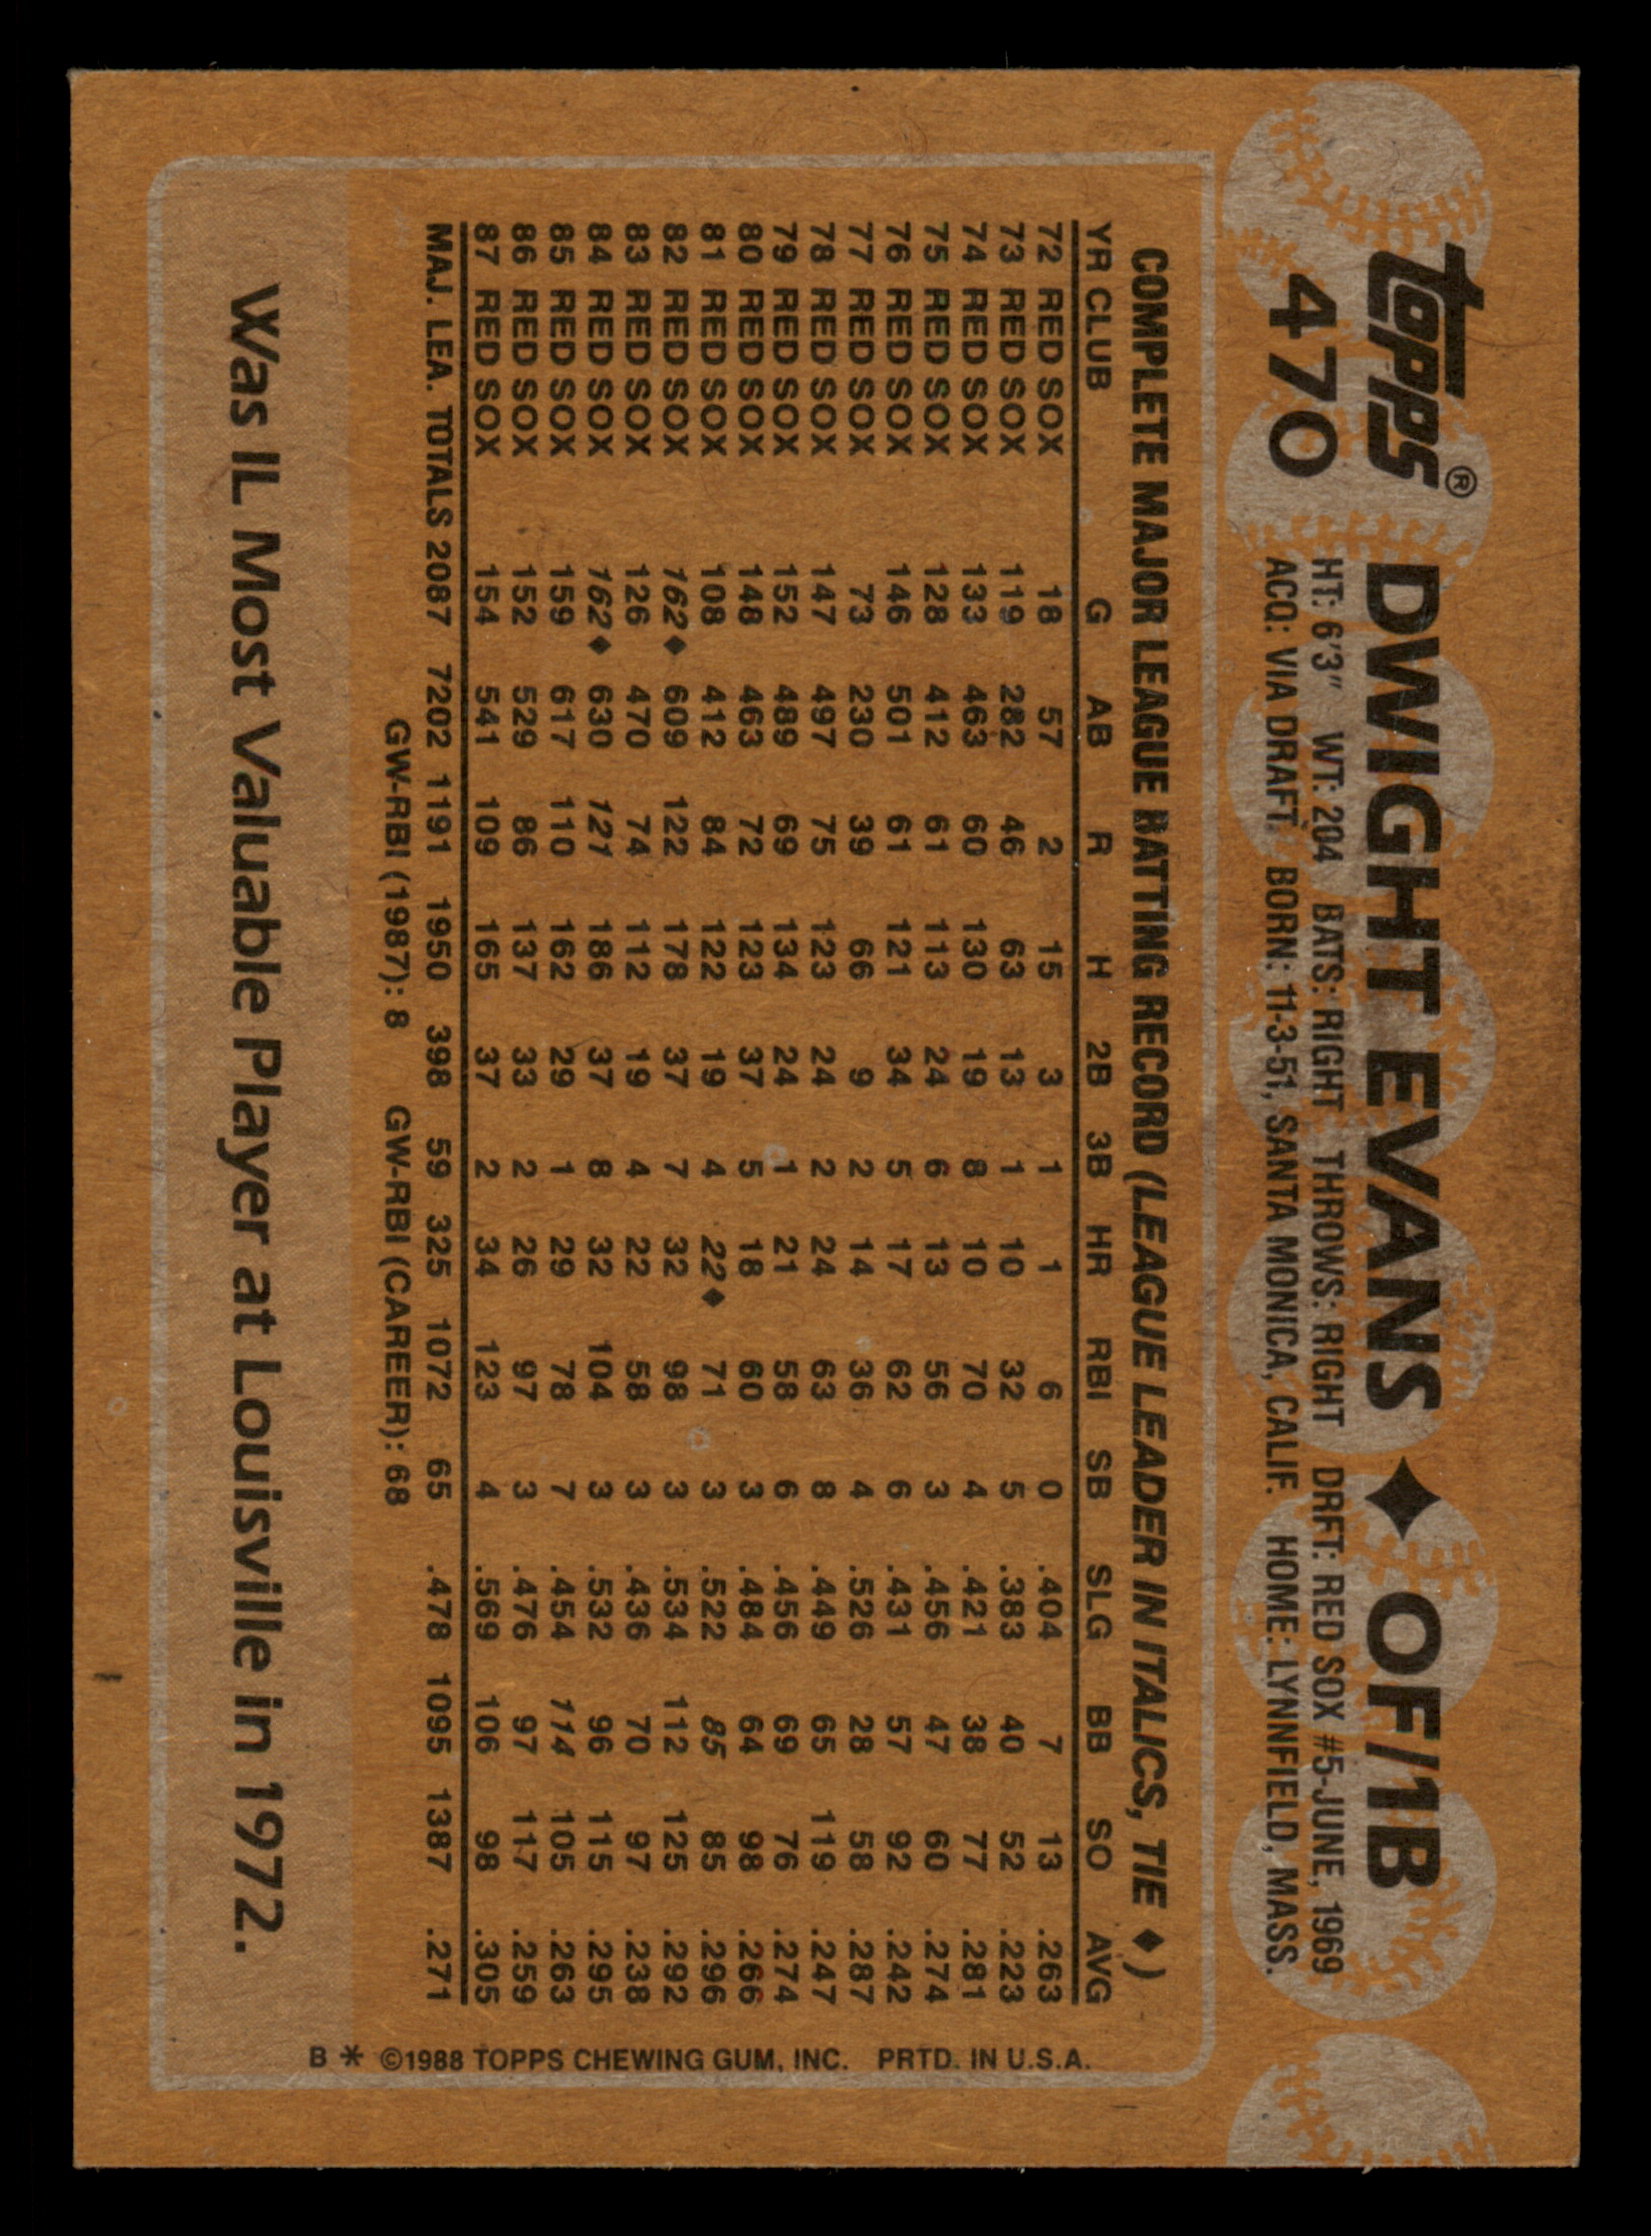 topps®
470
DWIGHT EVANS ♦ OF/1B
HT: 6'3" WT: 204 BATS: RIGHT THROWS: RIGHT DRFT: RED SOX #5-JUNE, 1969
ACQ: VIA DRAFT. BORN: 11-3-51, SANTA MONICA, CALIF. HOME: LYNNFIELD, MASS.
COMPLETE MAJOR LEAGUE BATTING RECORD (LEAGUE LEADER IN ITALICS, TIE ♦)
YR CLUB G AB R H 2B 3B HR RBI SB SLG BB SO AVG
72 RED SOX 18 57 2 15 3 1 1 6 0 .404 7 13 .263
73 RED SOX 119 282 46 63 13 1 10 32 5 .383 40 52 .223
74 RED SOX 133 463 60 130 19 8 10 70 4 .421 38 77 .281
75 RED SOX 128 412 61 113 24 6 13 56 3 .456 47 60 .274
76 RED SOX 146 501 61 121 34 5 17 62 6 .431 57 92 .242
77 RED SOX 73 230 39 66 9 2 14 36 4 .526 28 58 .287
78 RED SOX 147 497 75 123 24 2 24 63 8 .449 65 119 .247
79 RED SOX 152 489 69 134 24 1 21 58 6 .456 69 76 .274
80 RED SOX 148 463 72 123 37 5 18 60 3 .484 64 98 .266
81 RED SOX 108 412 84 122 19 4 22♦ 71 3 .522 85 85 .296
82 RED SOX 162♦ 609 122 178 37 7 32 98 3 .534 112 125 .292
83 RED SOX 126 470 74 112 19 4 22 58 3 .436 70 97 .238
84 RED SOX 162♦ 630 121 186 37 8 32 104 3 .532 96 115 .295
85 RED SOX 159 617 110 162 29 1 29 78 7 .454 114 105 .263
86 RED SOX 152 529 86 137 33 2 26 97 3 .476 97 117 .259
87 RED SOX 154 541 109 165 37 2 34 123 4 .569 106 98 .305
MAJ. LEA. TOTALS 2087 7202 1191 1950 398 59 325 1072 65 .478 1095 1387 .271
GW-RBI (1987): 8 GW-RBI (CAREER): 68
Was IL Most Valuable Player at Louisville in 1972.
B * ©1988 TOPPS CHEWING GUM, INC. PRTD. IN U.S.A.